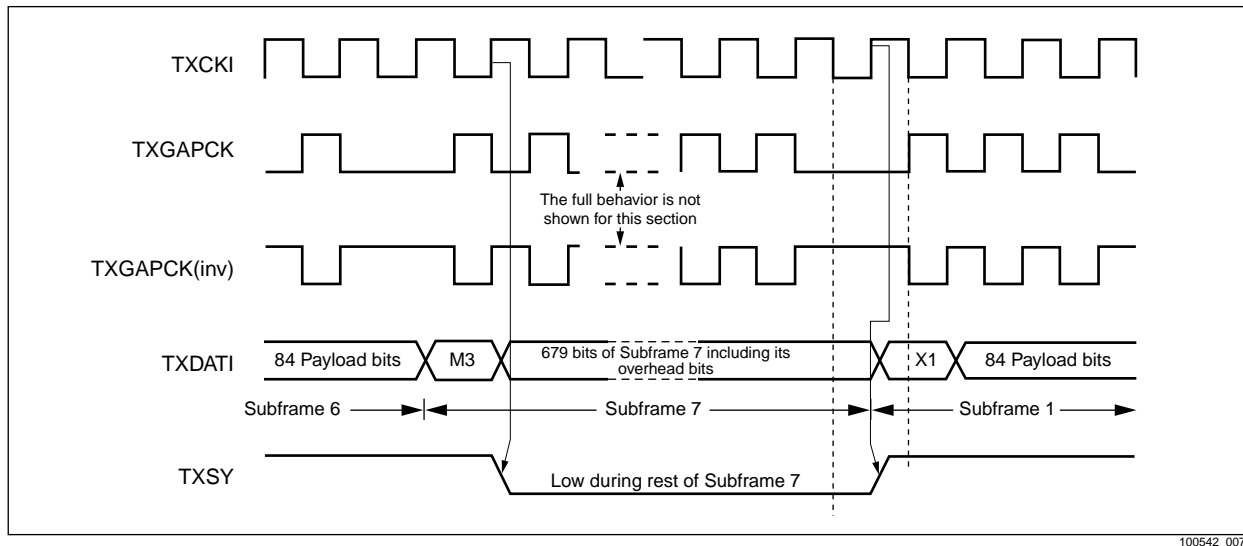 TXCKI
TXGAPCK
The full behavior is not
shown for this section
TXGAPCK(inv)
TXDATI
84 Payload bits
M3
679 bits of Subframe 7 including its
overhead bits
X1
84 Payload bits
Subframe 6
Subframe 7
Subframe 1
TXSY
Low during rest of Subframe 7
100542_007